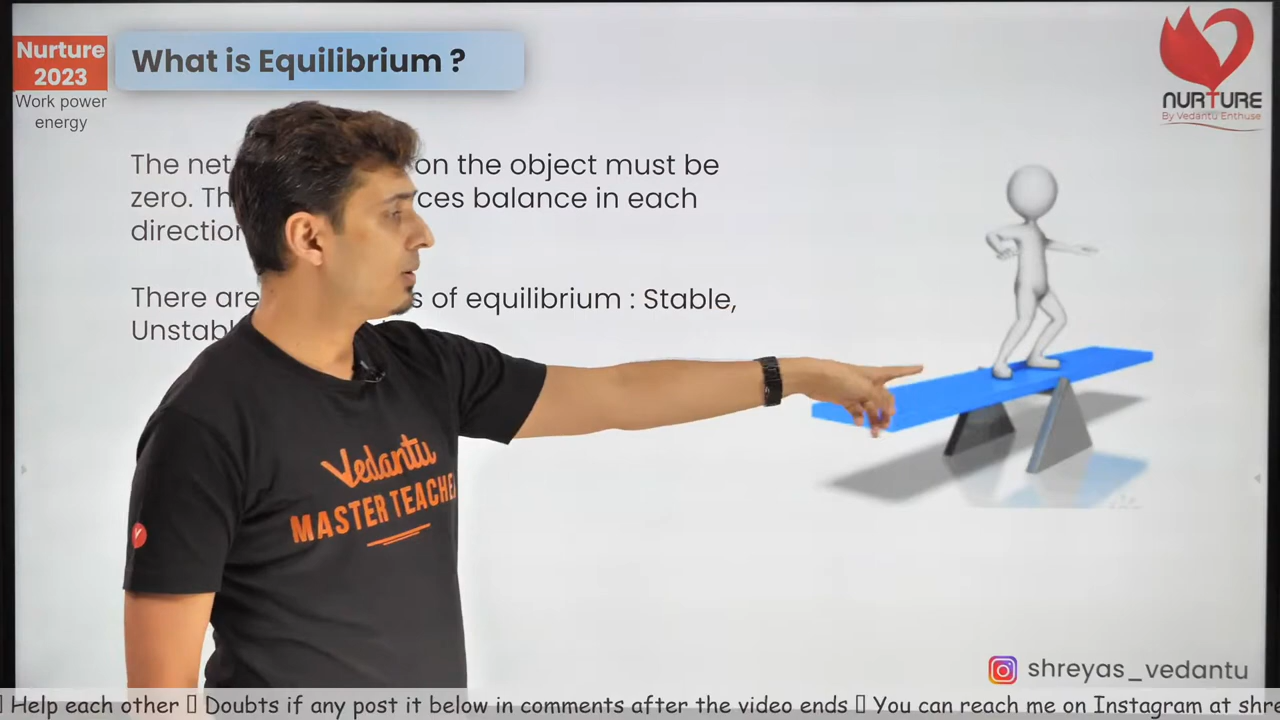 Nurture
2023
Work power
energy
What is Equilibrium ?
NURTURE
By Vedantu Enthuse
The net on the object must be
zero. Th ces balance in each
direction
There are s of equilibrium : Stable,
Unstabl
Vedantu
MASTER TEACHE
shreyas_vedantu
Help each other Doubts if any post it below in comments after the video ends You can reach me on Instagram at shre